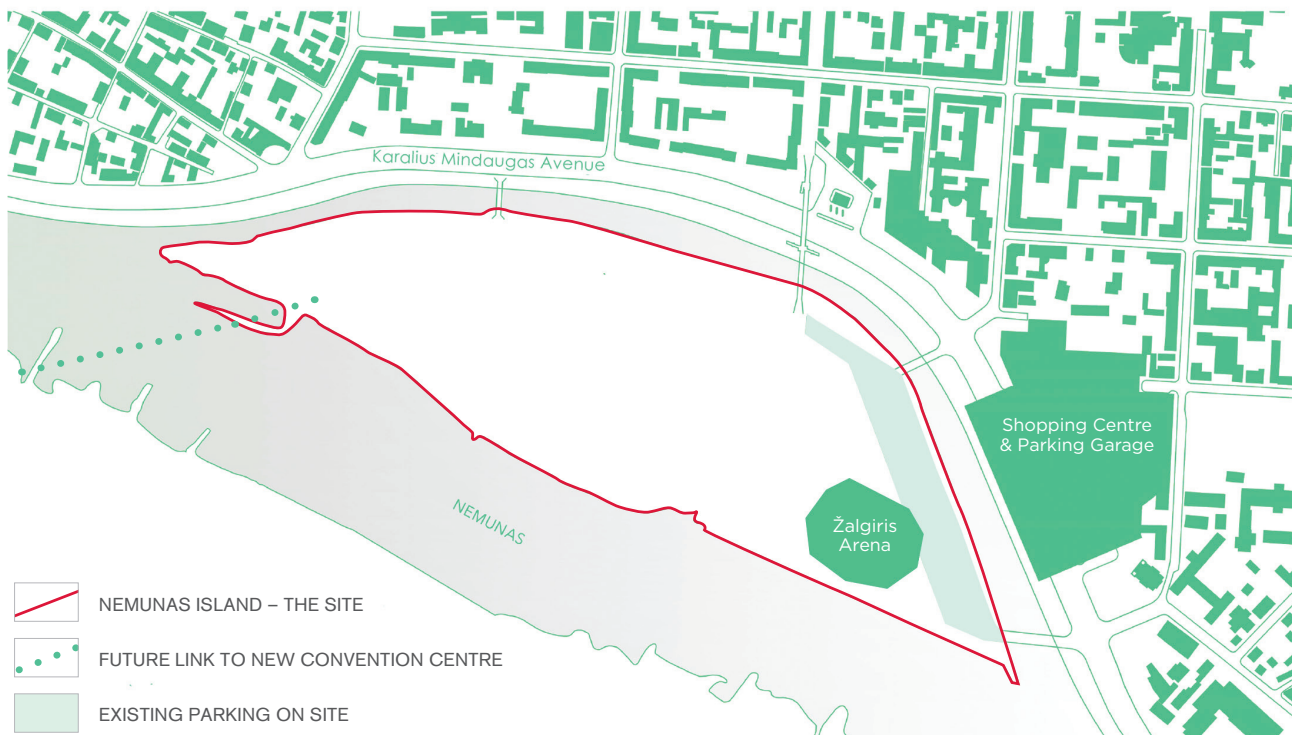 Karalius Mindaugas Avenue
Shopping Centre
& Parking Garage
Žalgiris
Arena
NEMUNAS
NEMUNAS ISLAND – THE SITE
FUTURE LINK TO NEW CONVENTION CENTRE
EXISTING PARKING ON SITE